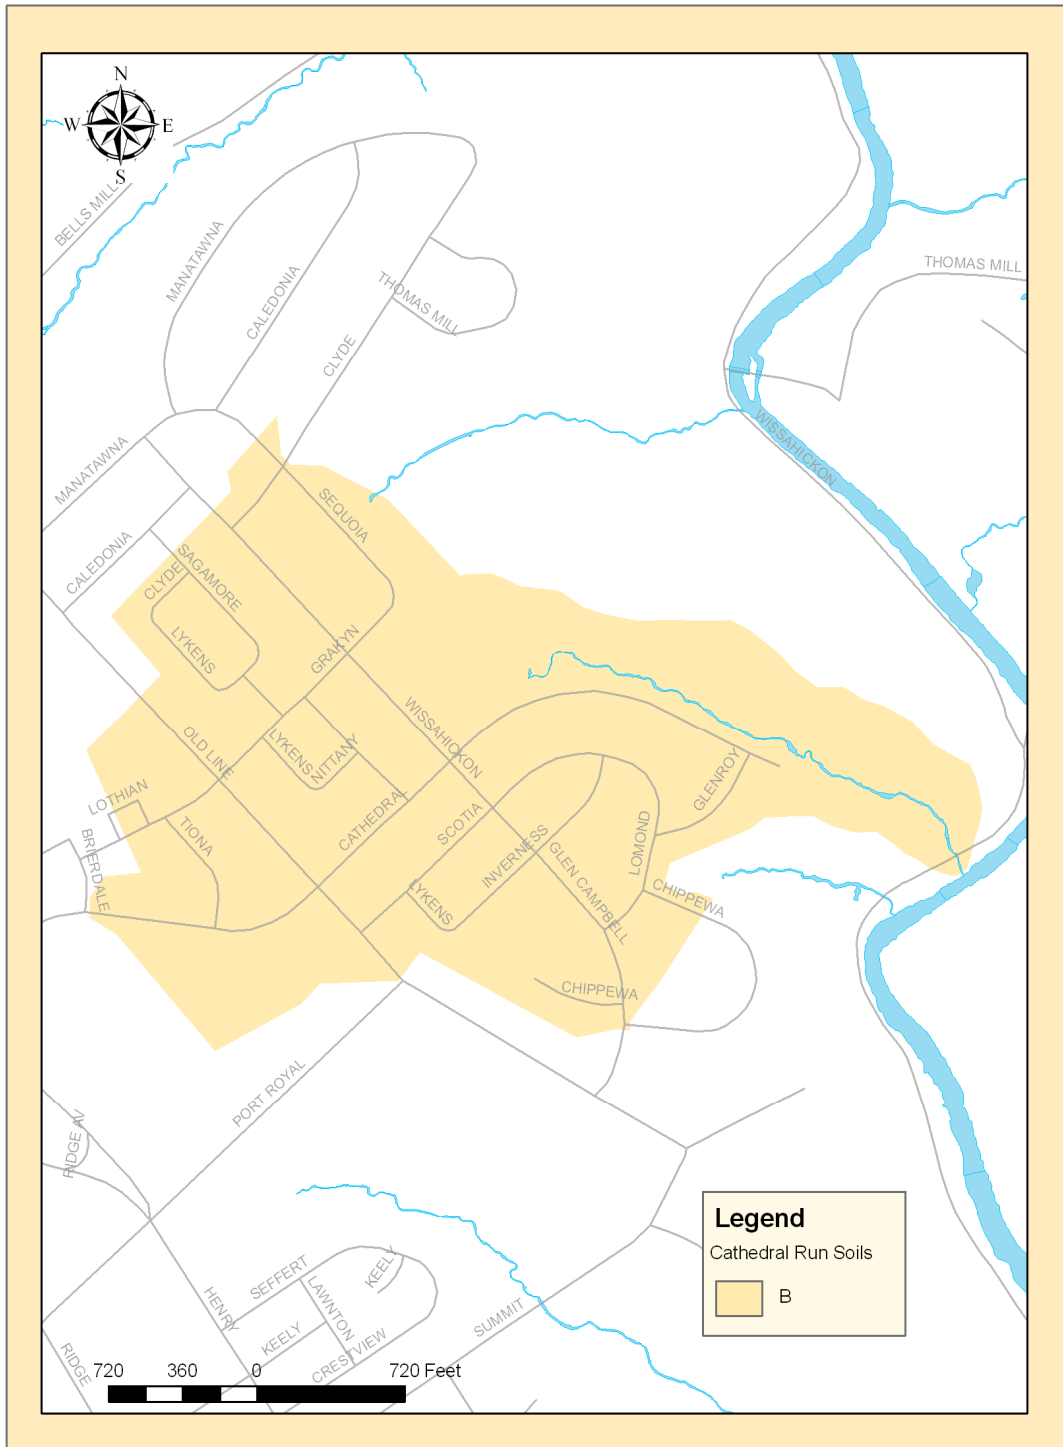 N
W E
S
BELLS MILL
MANATAWNA
CALEDONIA
THOMAS MILL
CLYDE
THOMAS MILL
WISSAHICKON
MANATAWNA
SEQUOIA
CALEDONIA
SAGAMORE
CLYDE
LYKENS
GRAKYN
WISSAHICKON
OLD LINE
LYKENS
NITTANY
GLENROY
LOTHIAN
CATHEDRAL
SCOTIA
TIONA
BRIERDALE
INVERNESS
LOMOND
GLEN CAMPBELL
LYKENS
CHIPPEWA
CHIPPEWA
PORT ROYAL
RIDGE AV
Legend
Cathedral Run Soils
B
SEFFERT
KEELY
HENRY
LAWNTON
SUMMIT
KEELY
CRESTVIEW
RIDGE
720 360 0 720 Feet